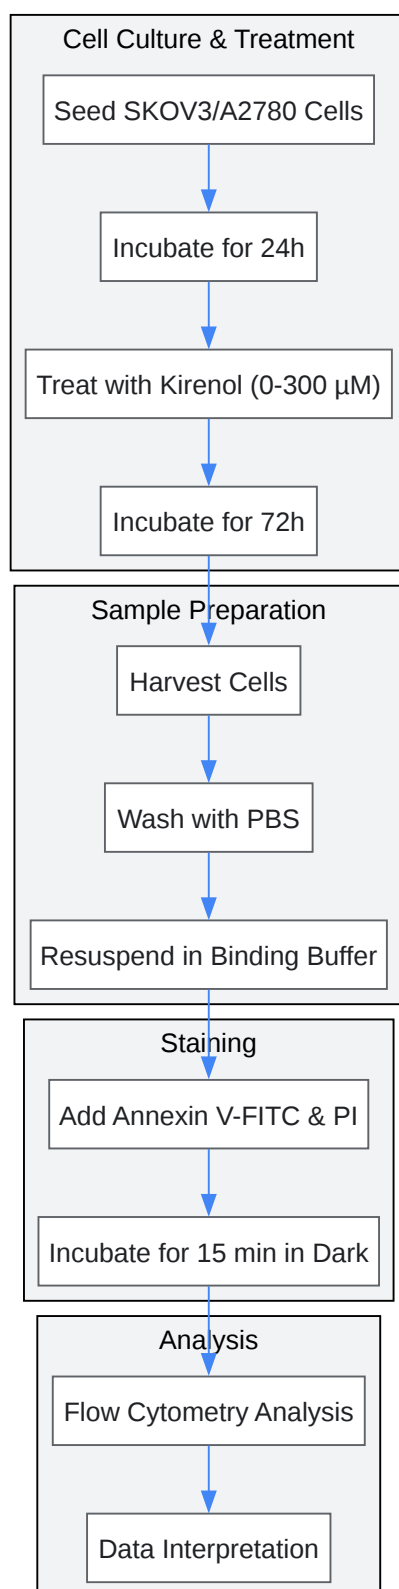 Cell Culture & Treatment
Seed SKOV3/A2780 Cells
Incubate for 24h
Treat with Kirenol (0-300 µM)
Incubate for 72h
Sample Preparation
Harvest Cells
Wash with PBS
Resuspend in Binding Buffer
Staining
Add Annexin V-FITC & PI
Incubate for 15 min in Dark
Analysis
Flow Cytometry Analysis
Data Interpretation